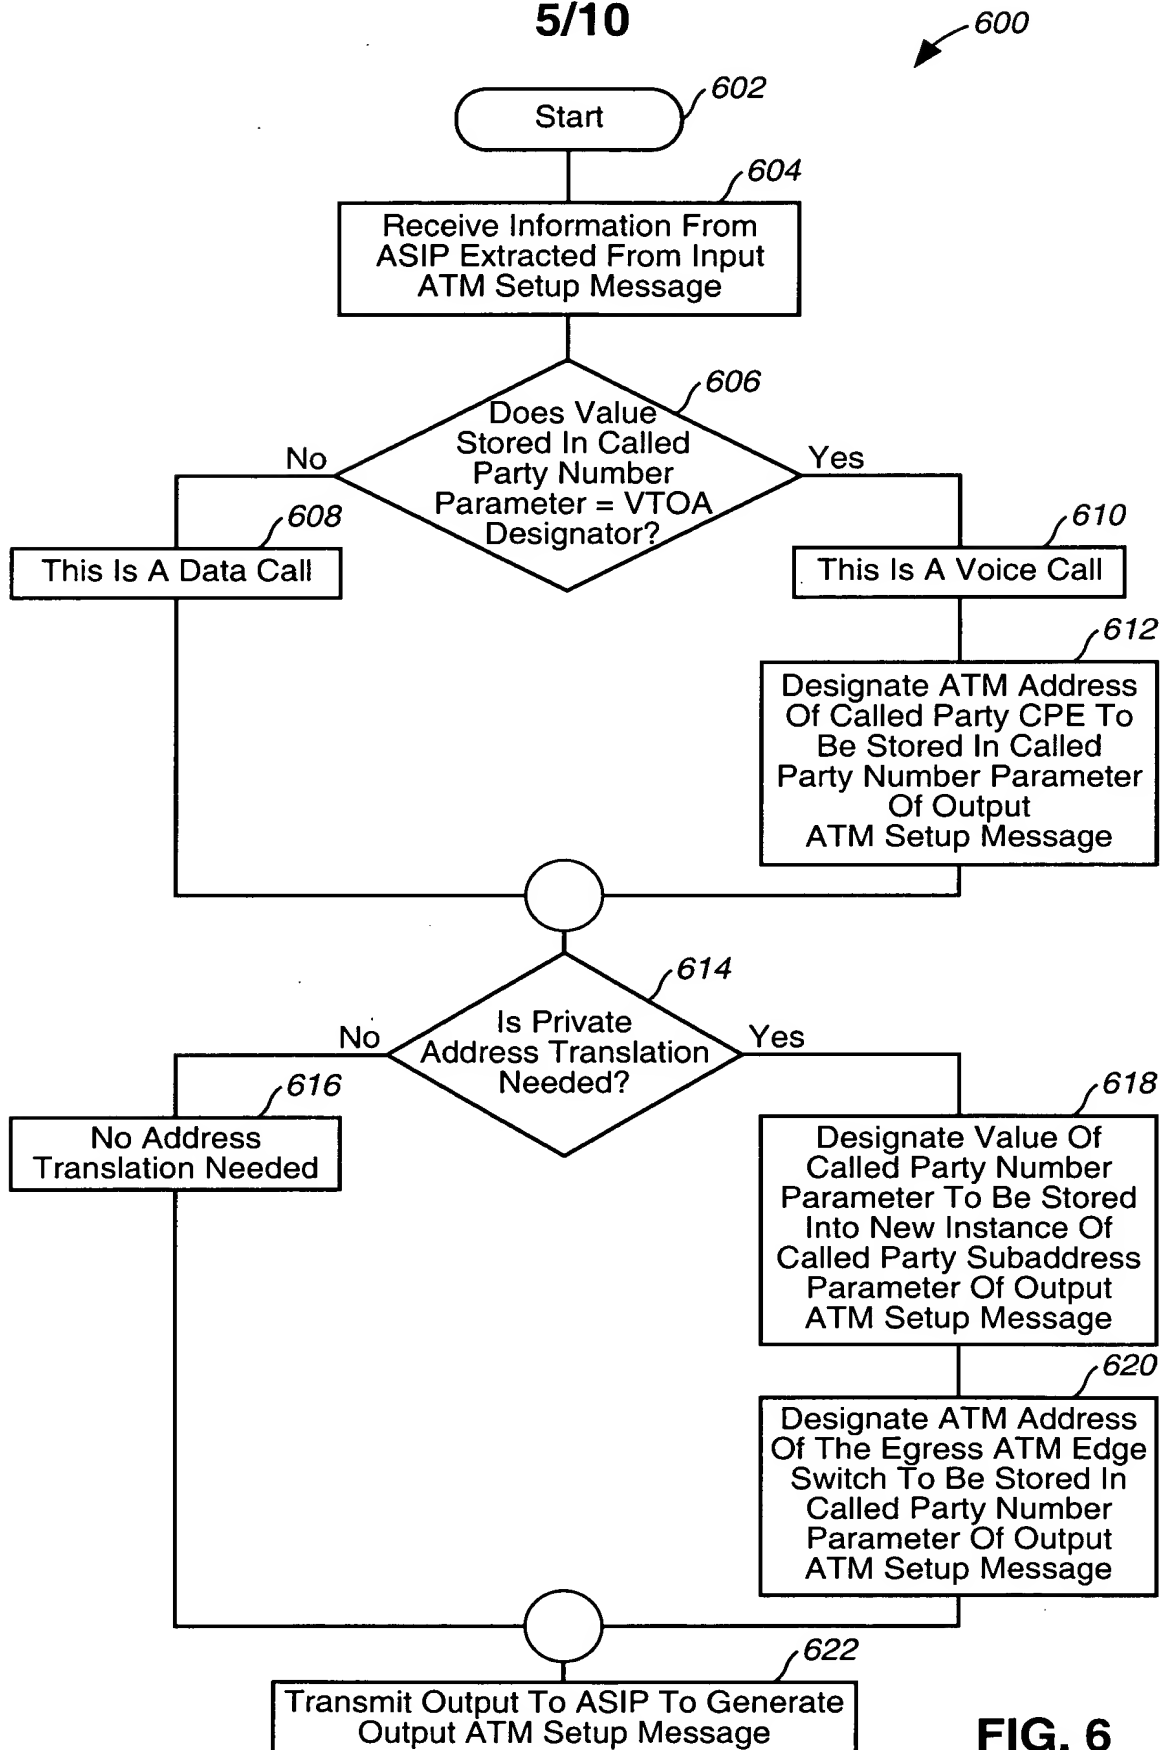 5/10
600
Start
602
604
Receive Information From
ASIP Extracted From Input
ATM Setup Message
606
Does Value
Stored In Called
Party Number
Parameter = VTOA
Designator?
No
Yes
608
This Is A Data Call
610
This Is A Voice Call
612
Designate ATM Address
Of Called Party CPE To
Be Stored In Called
Party Number Parameter
Of Output
ATM Setup Message
614
Is Private
Address Translation
Needed?
No
Yes
616
No Address
Translation Needed
618
Designate Value Of
Called Party Number
Parameter To Be Stored
Into New Instance Of
Called Party Subaddress
Parameter Of Output
ATM Setup Message
620
Designate ATM Address
Of The Egress ATM Edge
Switch To Be Stored In
Called Party Number
Parameter Of Output
ATM Setup Message
622
Transmit Output To ASIP To Generate
Output ATM Setup Message
FIG. 6